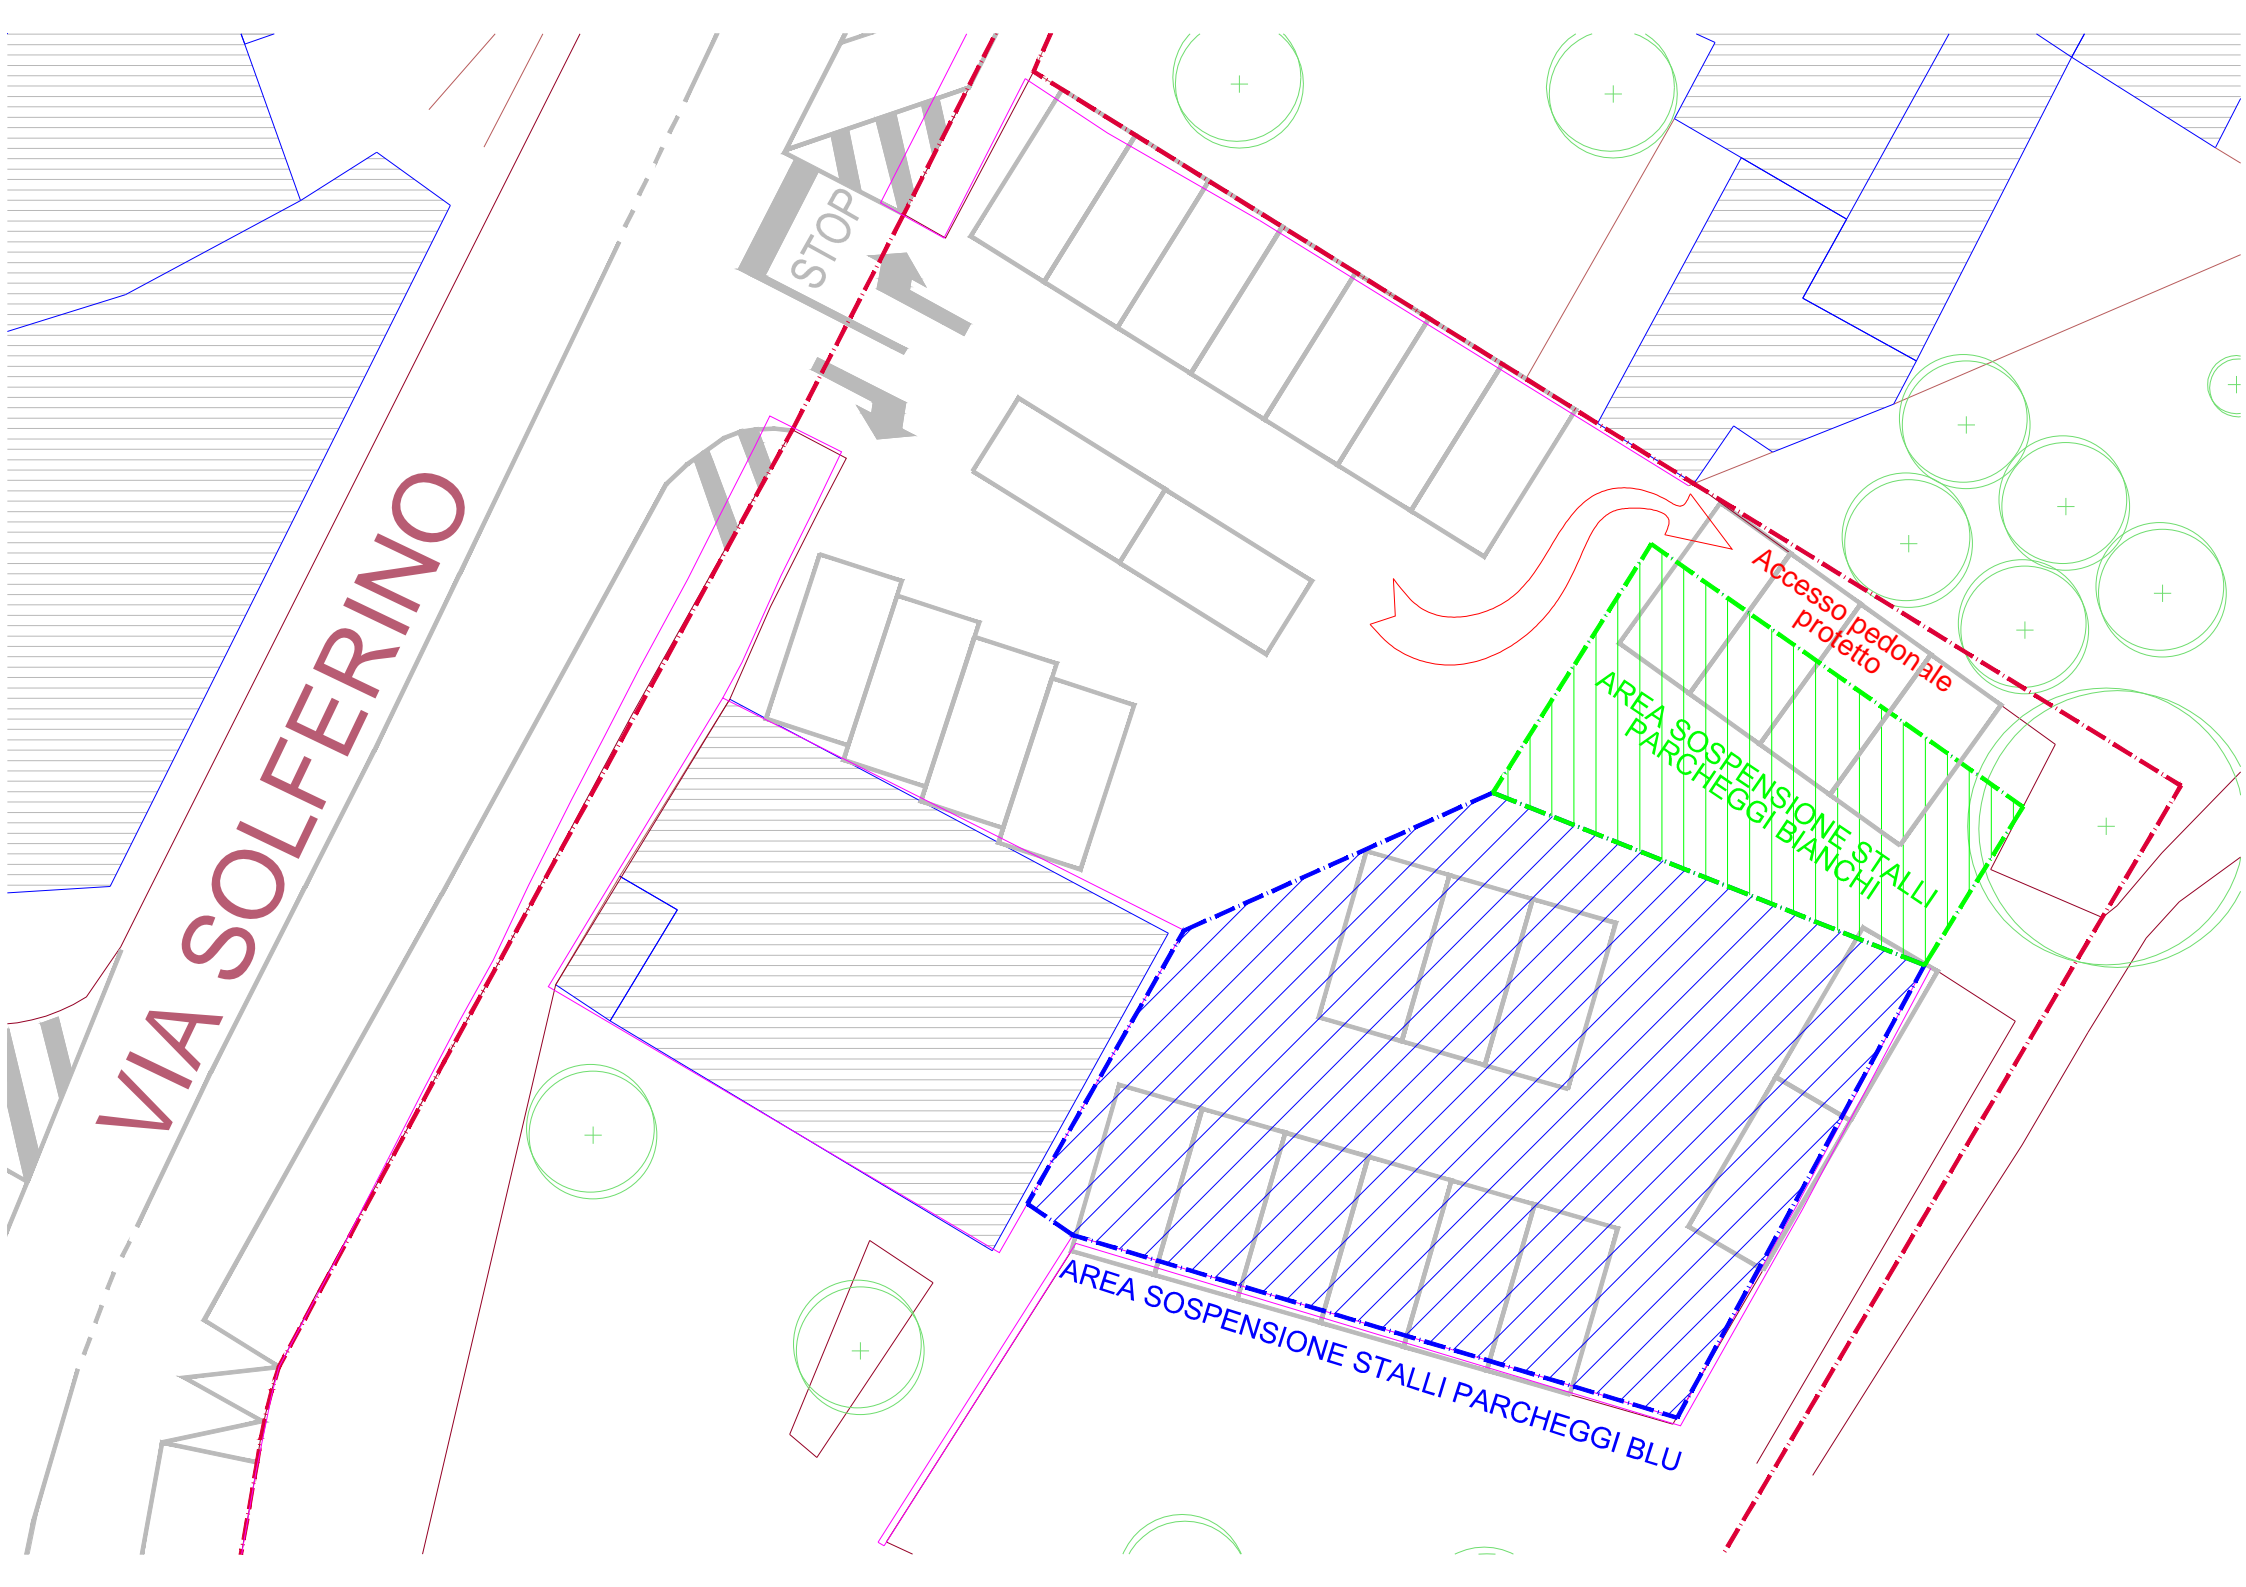 STOP
VIA SOLFERINO
Accesso pedonale
protetto
AREA SOSPENSIONE STALLI
PARCHEGGI BIANCHI
AREA SOSPENSIONE STALLI PARCHEGGI BLU